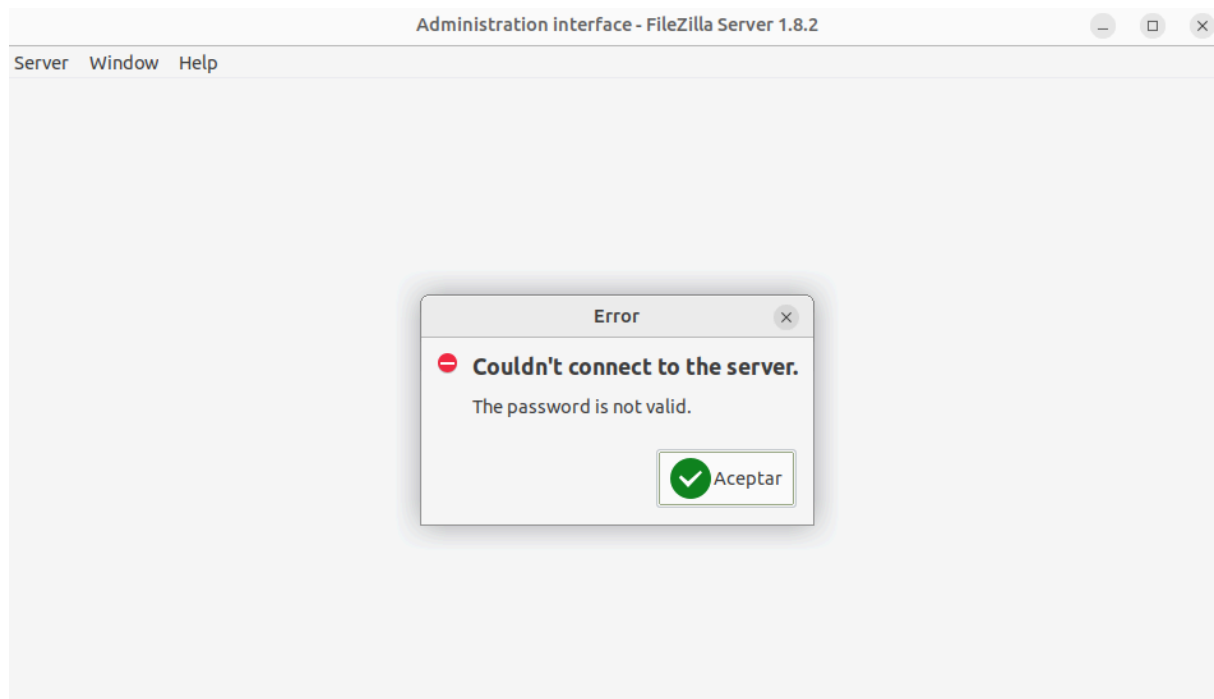 Administration interface - FileZilla Server 1.8.2
Server Window Help
Error
Couldn't connect to the server.
The password is not valid.
Aceptar